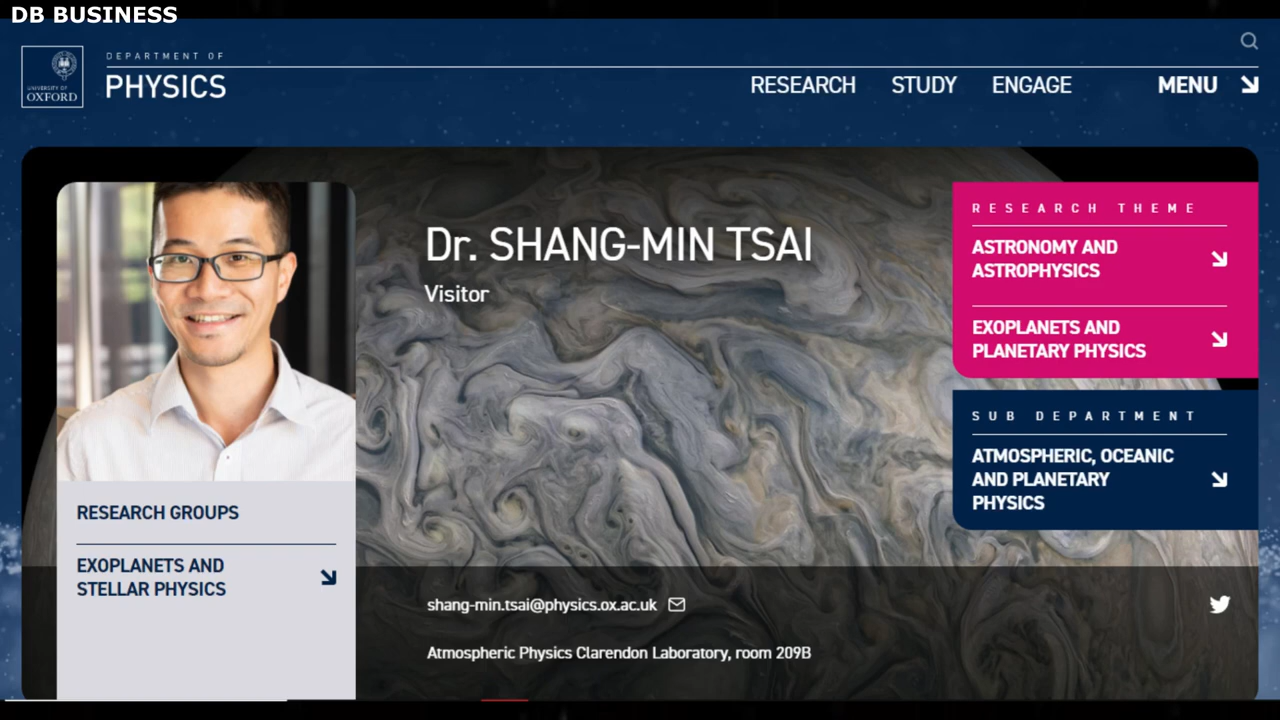 DB BUSINESS
UNIVERSITY OF
OXFORD
DEPARTMENT OF
PHYSICS
RESEARCH STUDY ENGAGE MENU
Dr. SHANG-MIN TSAI
Visitor
RESEARCH THEME
ASTRONOMY AND
ASTROPHYSICS
EXOPLANETS AND
PLANETARY PHYSICS
SUB DEPARTMENT
ATMOSPHERIC, OCEANIC
AND PLANETARY
PHYSICS
RESEARCH GROUPS
EXOPLANETS AND
STELLAR PHYSICS
shang-min.tsai@physics.ox.ac.uk
Atmospheric Physics Clarendon Laboratory, room 209B